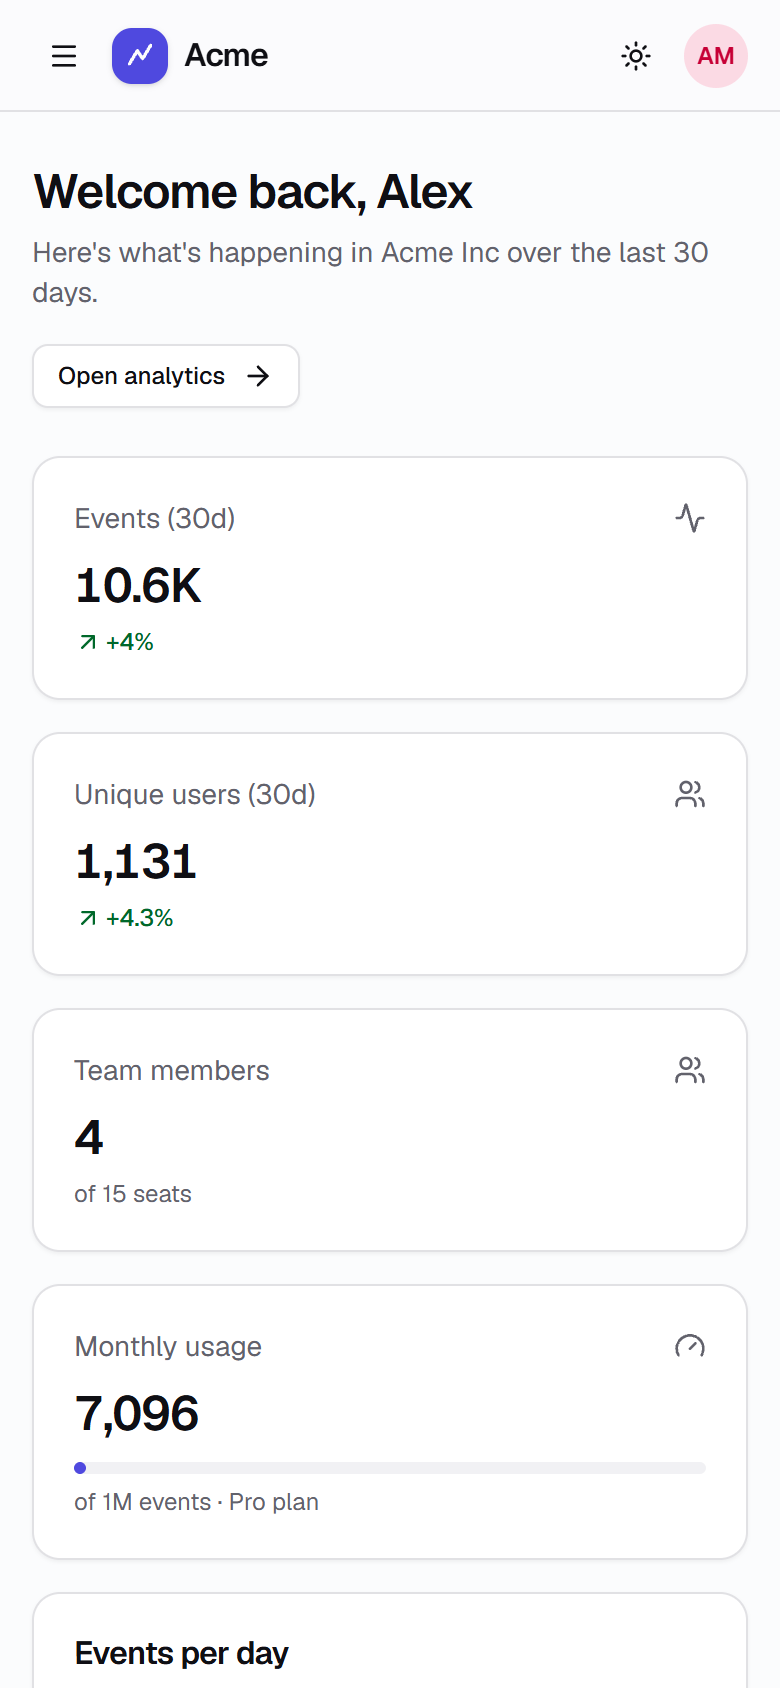 Acme
AM
Welcome back, Alex
Here's what's happening in Acme Inc over the last 30
days.
Open analytics
Events (30d)
10.6K
+4%
Unique users (30d)
1,131
+4.3%
Team members
4
of 15 seats
Monthly usage
7,096
of 1M events · Pro plan
Events per day